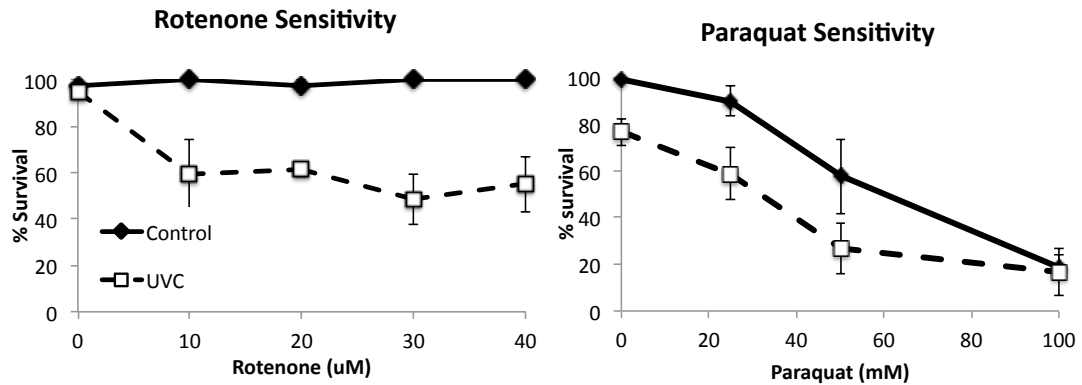 Rotenone Sensitivity
100
80
60
40
20
0
% Survival
Control
UVC
0 10 20 30 40
Rotenone (uM)
Paraquat Sensitivity
100
80
60
40
20
0
% survival
0 20 40 60 80 100
Paraquat (mM)